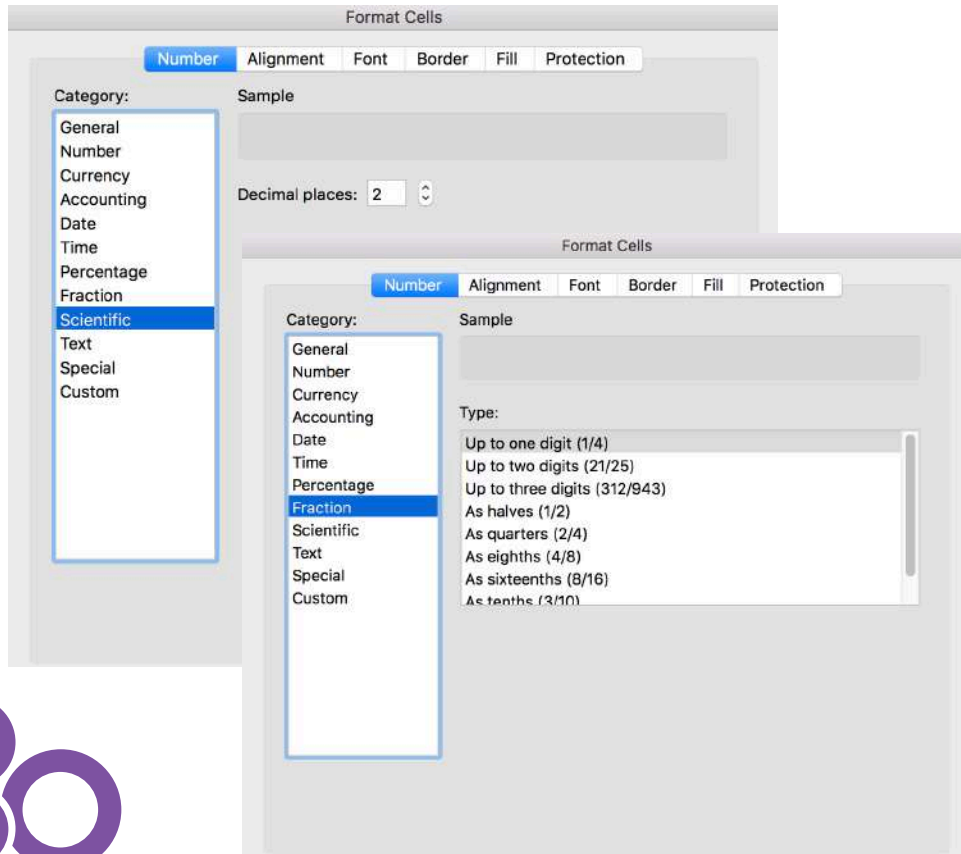 Format Cells
Number Alignment Font Border Fill Protection
Category:
Sample
General
Number
Currency
Accounting
Date
Time
Percentage
Fraction
Scientific
Text
Special
Custom
Decimal places: 2
Format Cells
Number Alignment Font Border Fill Protection
Category:
Sample
General
Number
Currency
Accounting
Date
Time
Percentage
Fraction
Scientific
Text
Special
Custom
Type:
Up to one digit (1/4)
Up to two digits (21/25)
Up to three digits (312/943)
As halves (1/2)
As quarters (2/4)
As eighths (4/8)
As sixteenths (8/16)
As tenths (3/10)